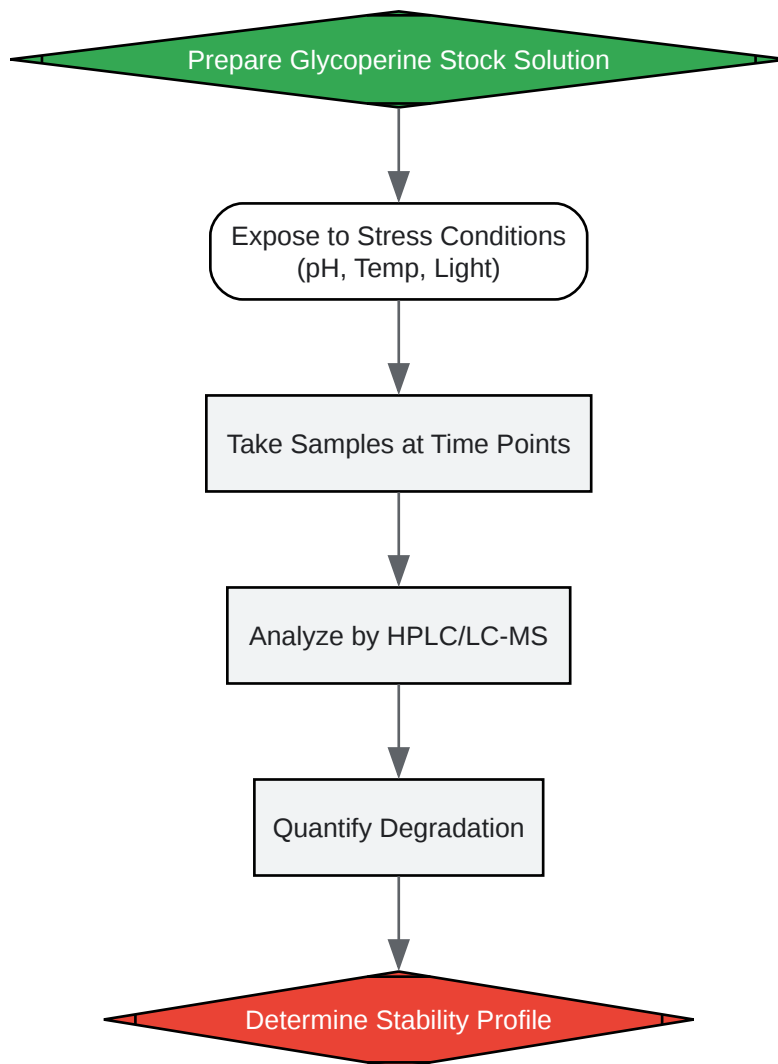 Prepare Glycoperine Stock Solution
Expose to Stress Conditions
(pH, Temp, Light)
Take Samples at Time Points
Analyze by HPLC/LC-MS
Quantify Degradation
Determine Stability Profile